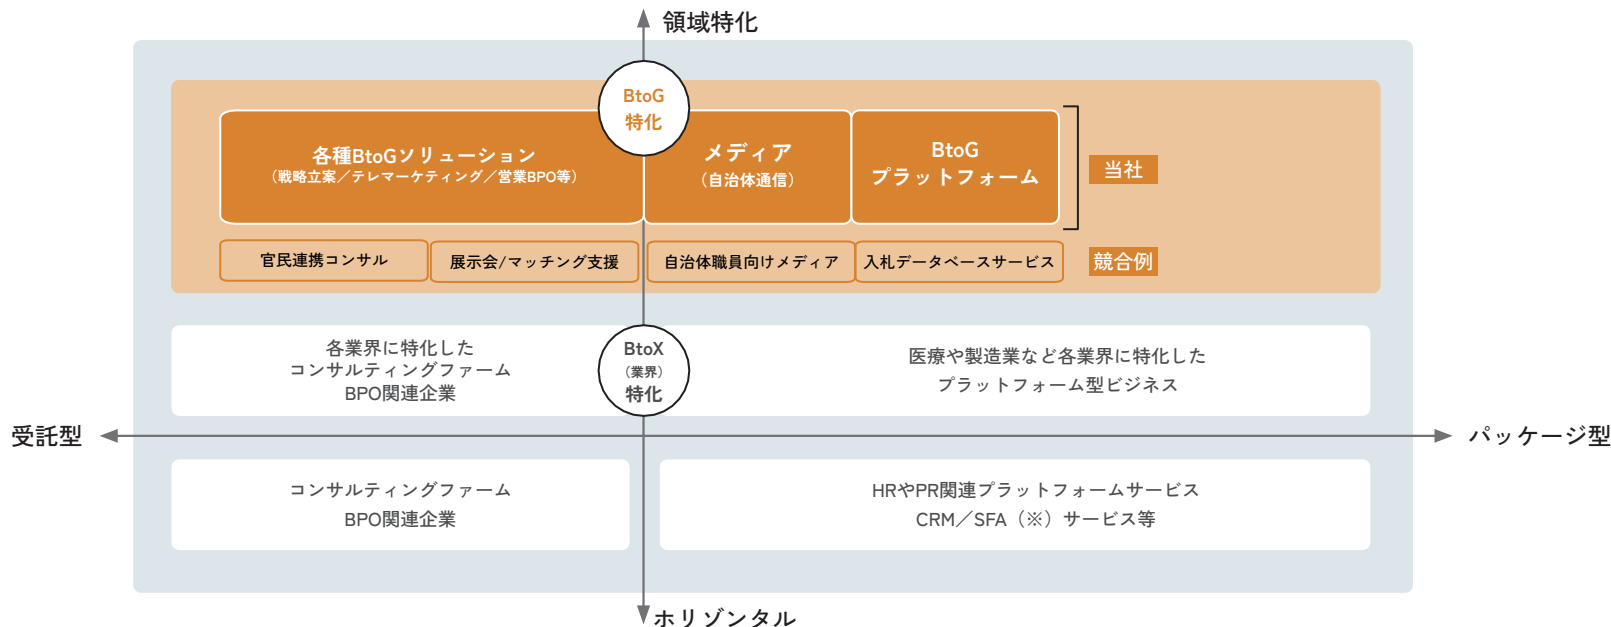 領域特化
BtoG
特化
各種BtoGソリューション
（戦略立案／テレマーケティング／営業BPO等）
メディア
（自治体通信）
BtoG
プラットフォーム
当社
官民連携コンサル
展示会/マッチング支援
自治体職員向けメディア
入札データベースサービス
競合例
各業界に特化した
コンサルティングファーム
BPO関連企業
BtoX
（業界）
特化
医療や製造業など各業界に特化した
プラットフォーム型ビジネス
受託型
パッケージ型
コンサルティングファーム
BPO関連企業
HRやPR関連プラットフォームサービス
CRM／SFA（※）サービス等
ホリゾンタル